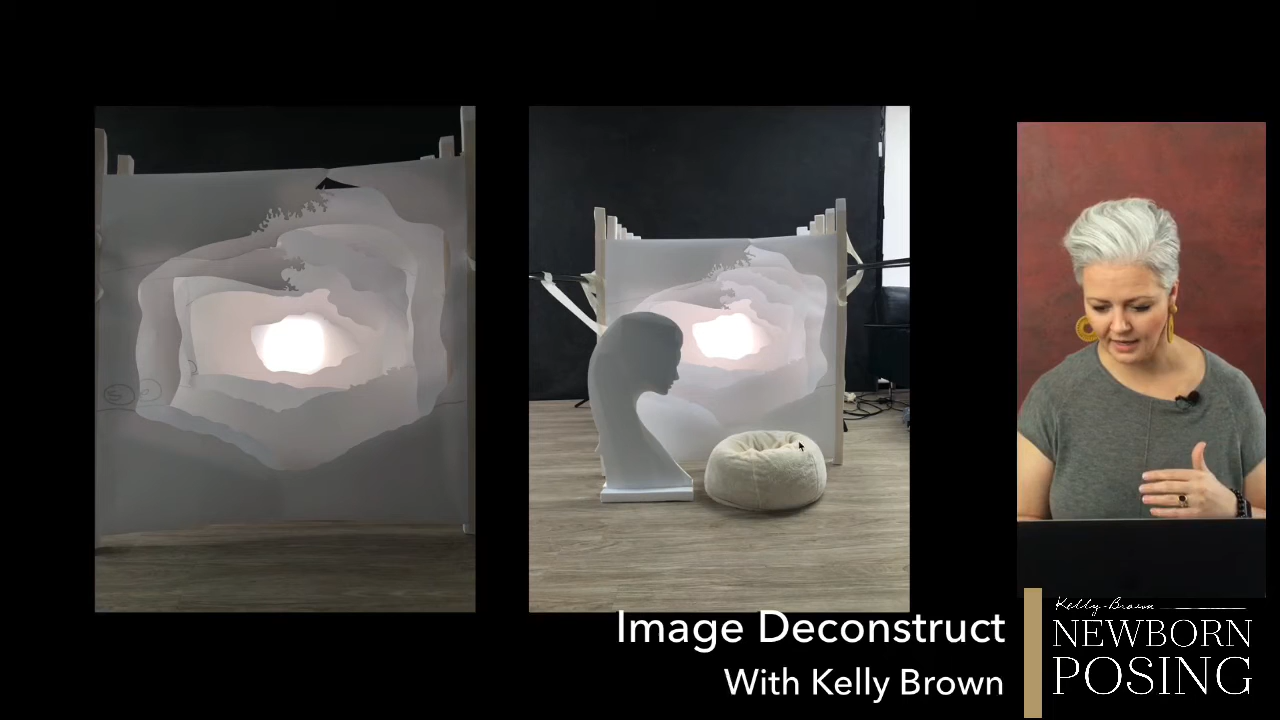 Image Deconstruct
With Kelly Brown
Kelly Brown
NEWBORN
POSING